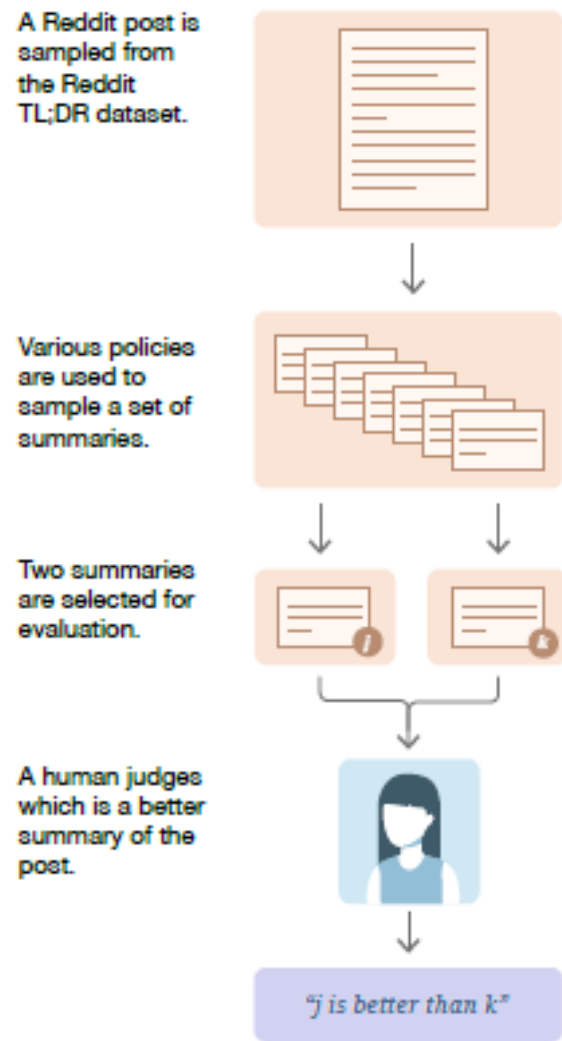 A Reddit post is
sampled from
the Reddit
TL;DR dataset.
Various policies
are used to
sample a set of
summaries.
Two summaries
are selected for
evaluation.
j
k
A human judges
which is a better
summary of the
post.
"j is better than k"